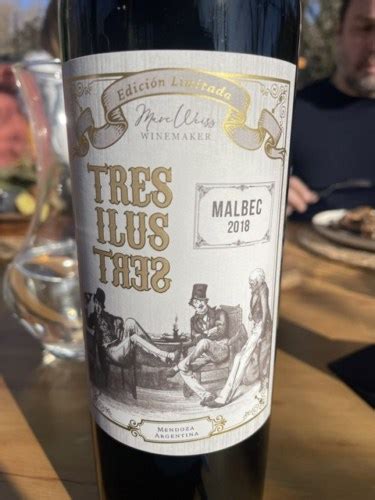 Edición Limitada
WINEMAKER
TRES
ILUS
TRES
MALBEC
2018
MENDOZA
ARGENTINA